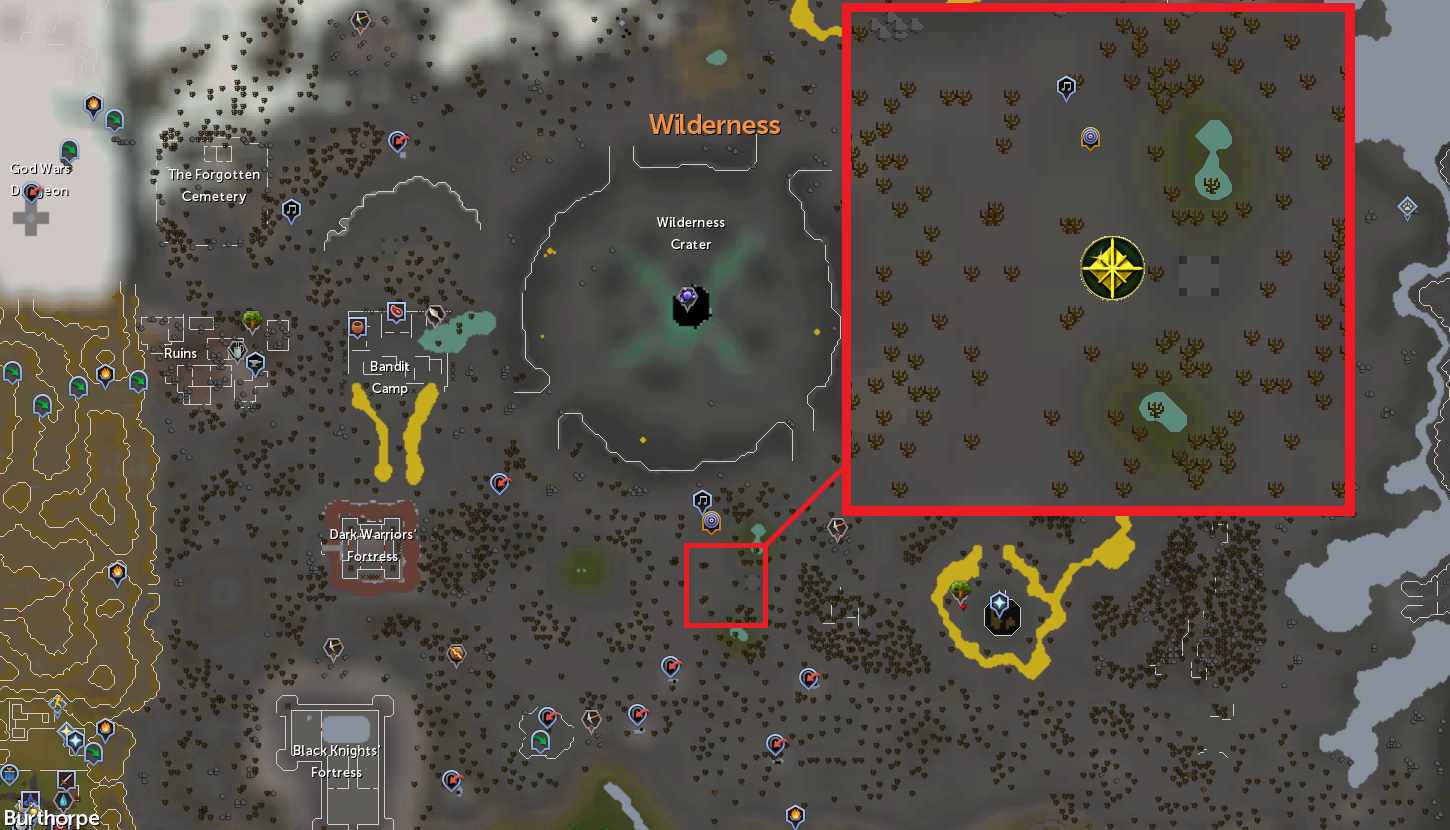 Wilderness
God Wars
Dungeon
The Forgotten
Cemetery
Wilderness
Crater
Ruins
Bandit
Camp
Dark Warriors'
Fortress
Black Knights'
Fortress
Burthorpe